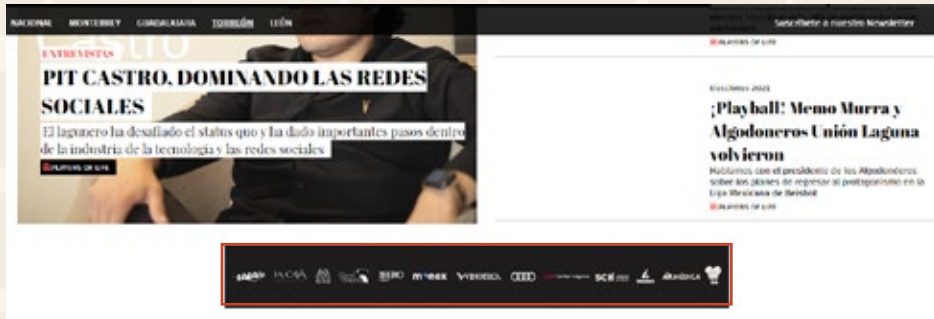 NACIONAL MONTERREY GUADALAJARA TORREÓN LEÓN
Suscríbete a nuestro Newsletter
Castro
ENTREVISTAS
PIT CASTRO, DOMINANDO LAS REDES
SOCIALES
El lagunero ha desafiado el status quo y ha dado importantes pasos dentro
de la industria de la tecnología y las redes sociales
PLAYERS OF LIFE
PLAYERS OF LIFE
2021
¡Playball! Memo Murra y
Algodoneros Unión Laguna
volvieron
Hablamos con el presidente de los Algodoneros
sobre los planes de regresar al protagonismo en la
Liga Mexicana de Beisbol
PLAYERS OF LIFE